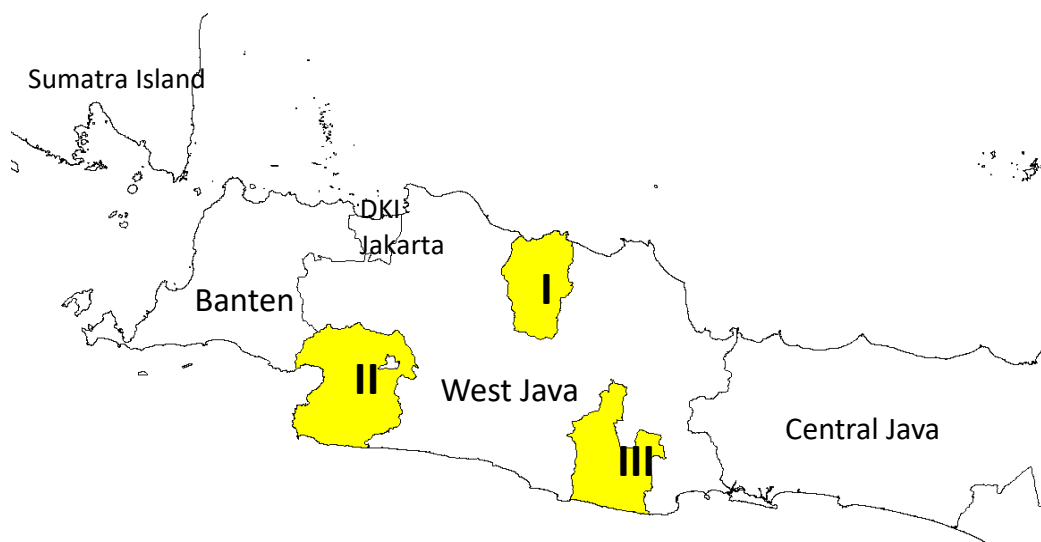 Sumatra Island
DKI
Jakarta
Banten
I
II
West Java
Central Java
III